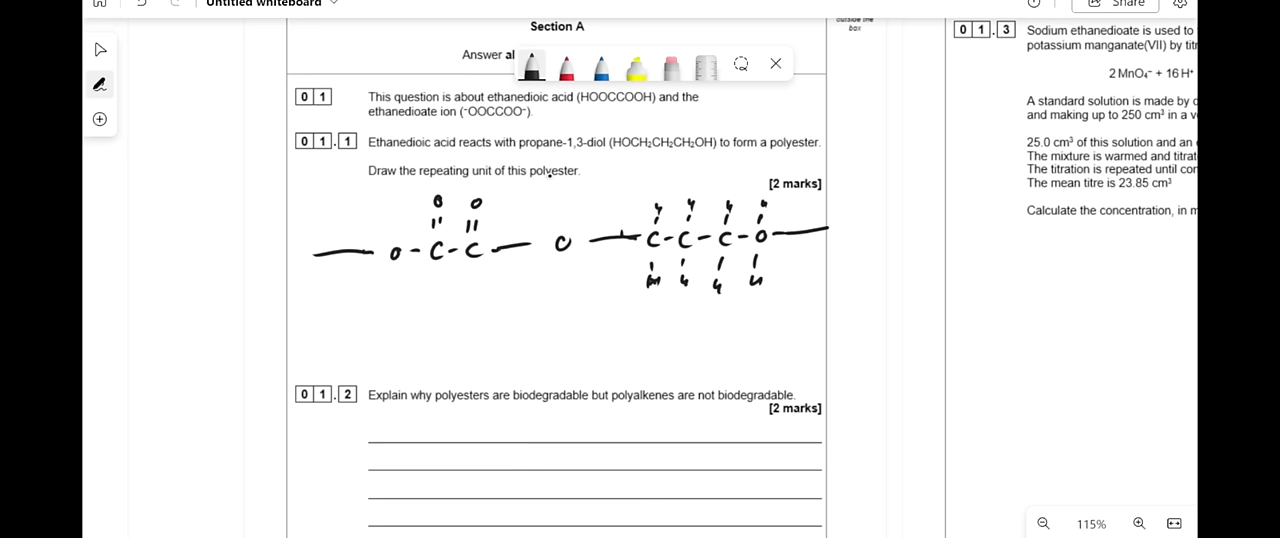 Untitled whiteboard
Share
Section A
outside the
box
Answer al
0 1 This question is about ethanedioic acid (HOOCCOOH) and the
ethanedioate ion (⁻OOCCOO⁻).
0 1 . 1 Ethanedioic acid reacts with propane-1,3-diol (HOCH₂CH₂CH₂OH) to form a polyester.
Draw the repeating unit of this polyester.
[2 marks]
O O
O - C - C - O - C - C - C - O
0 1 . 2 Explain why polyesters are biodegradable but polyalkenes are not biodegradable.
[2 marks]
0 1 . 3 Sodium ethanedioate is used to
potassium manganate(VII) by tit
2 MnO₄⁻ + 16 H⁺
A standard solution is made by
and making up to 250 cm³ in a v
25.0 cm³ of this solution and an
The mixture is warmed and titrat
The titration is repeated until con
The mean titre is 23.85 cm³
Calculate the concentration, in m
115%